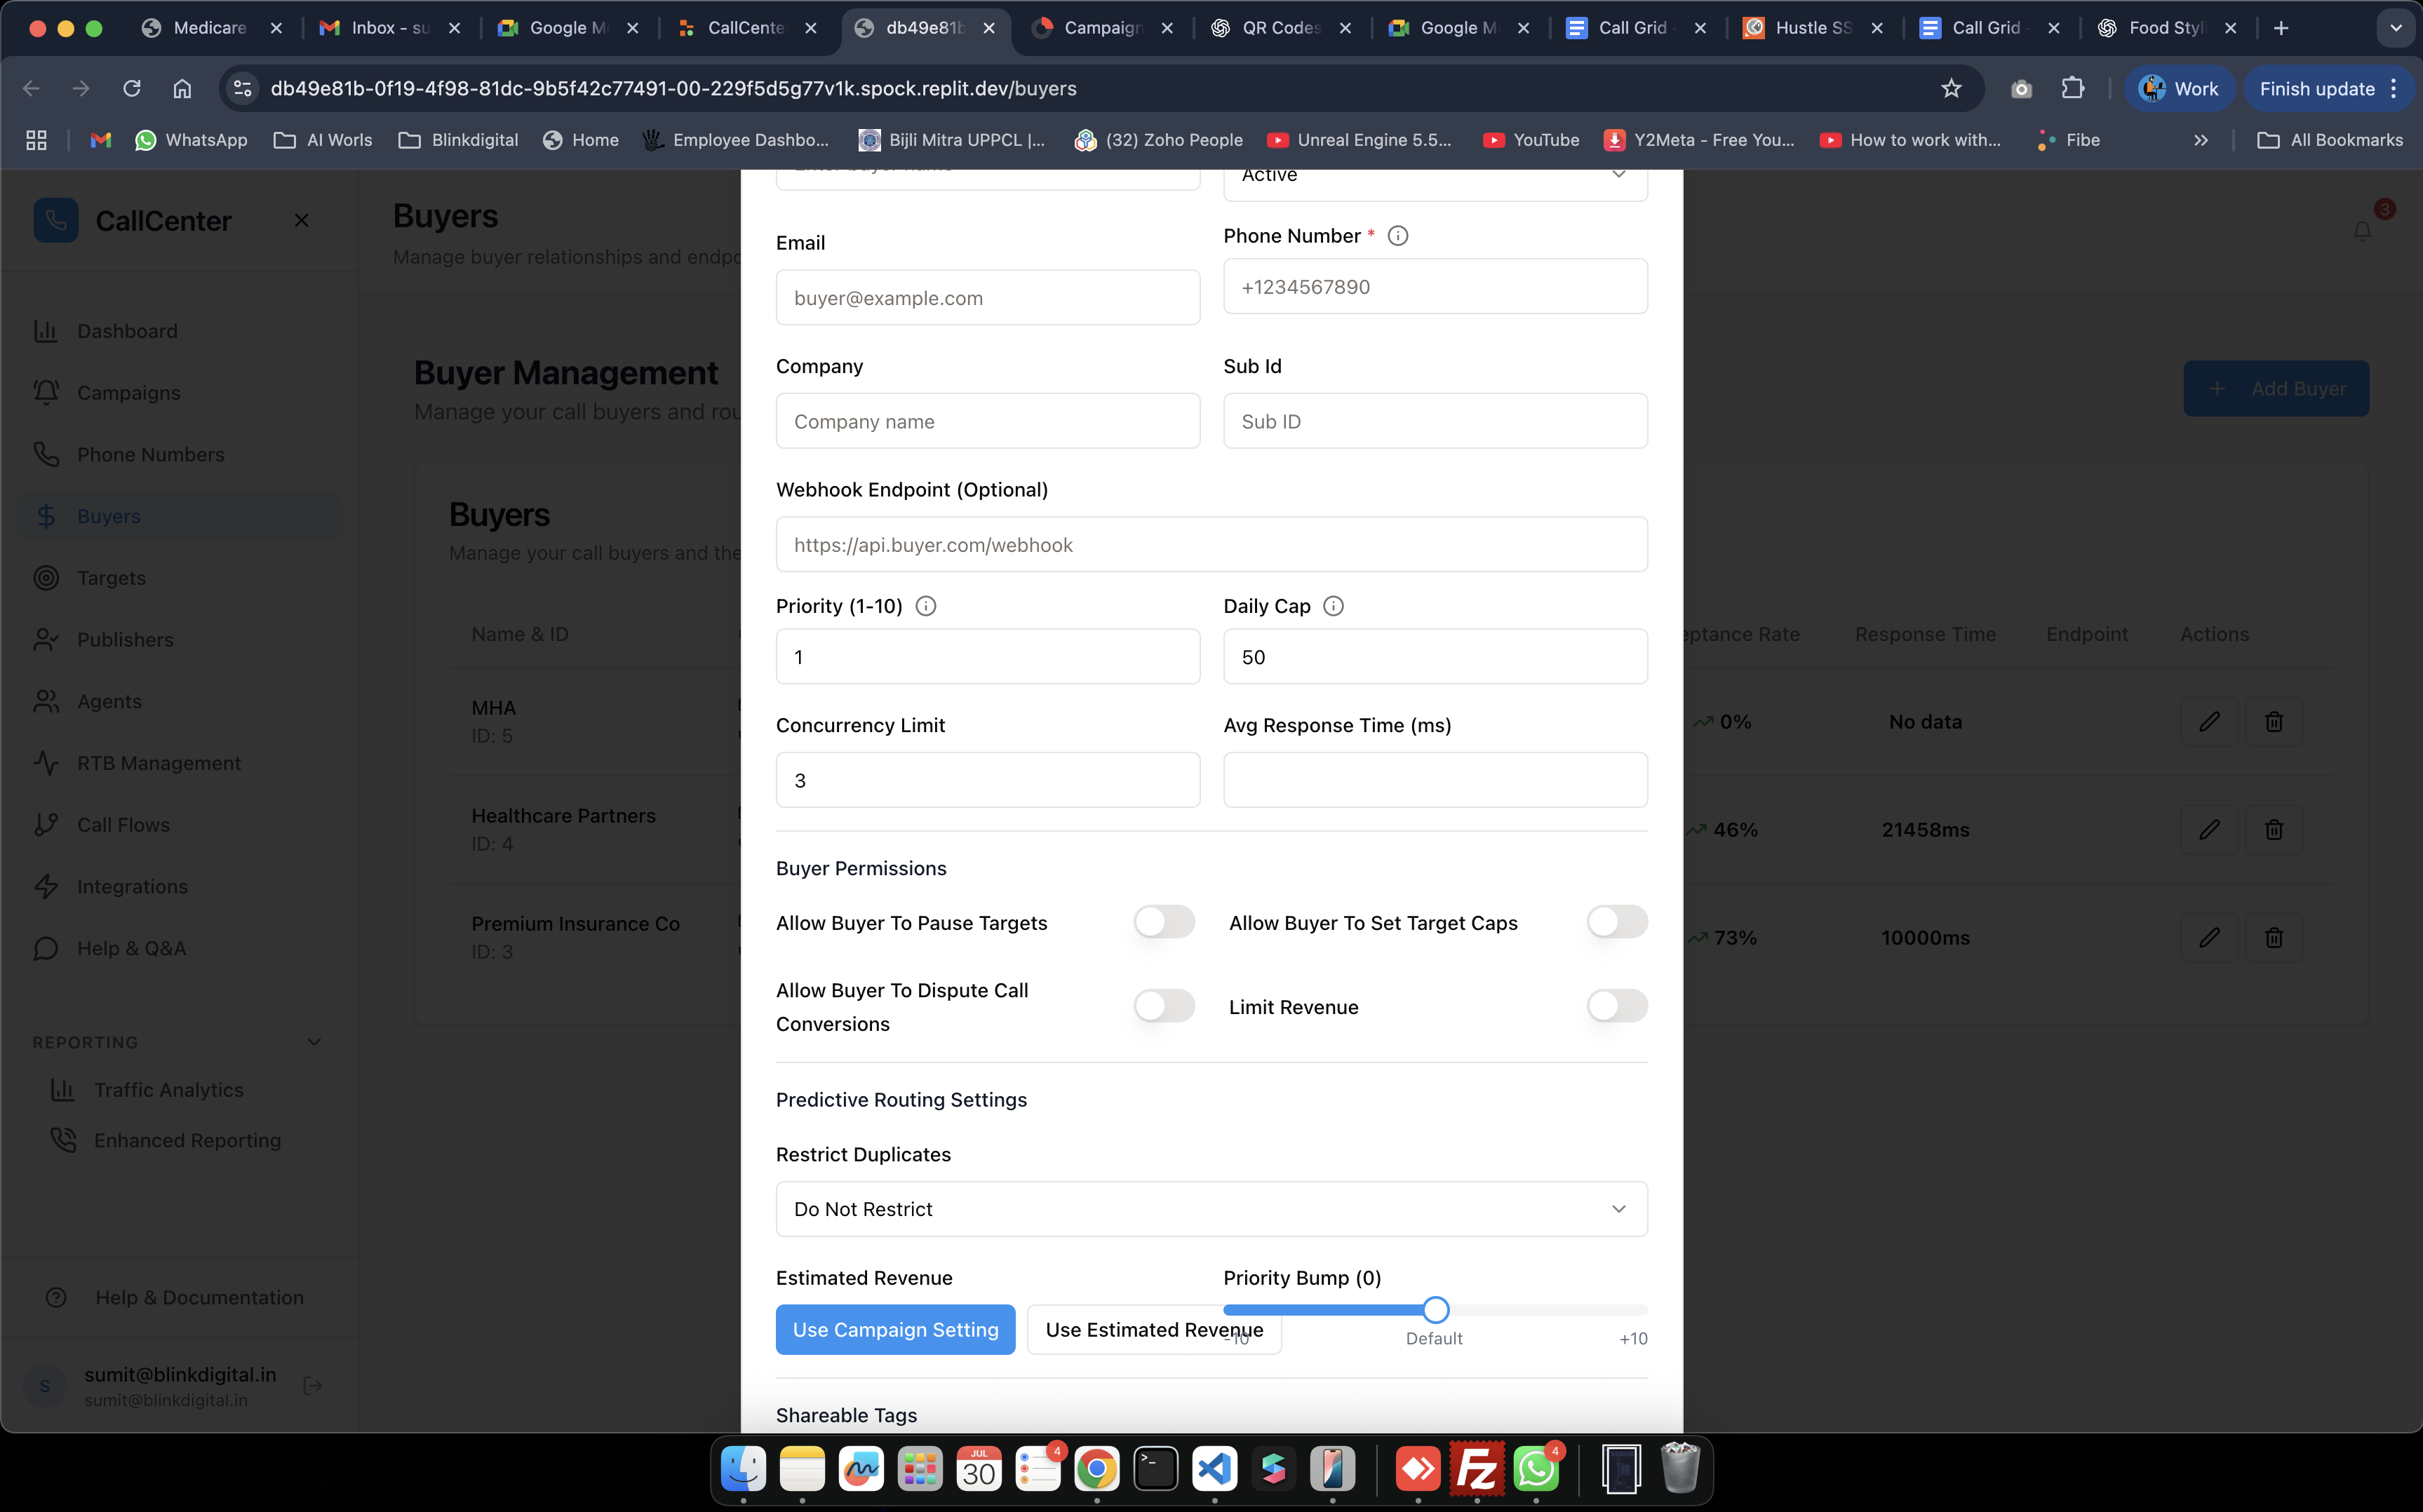 Medicare
Inbox - su
Google M
CallCente
db49e81b
Campaign
QR Codes
Google M
Call Grid -
Hustle SS
Call Grid -
Food Styl
db49e81b-0f19-4f98-81dc-9b5f42c77491-00-229f5d5g77v1k.spock.replit.dev/buyers
Work
Finish update
WhatsApp
AI Worls
Blinkdigital
Home
Employee Dashbo...
Bijli Mitra UPPCL |...
(32) Zoho People
Unreal Engine 5.5...
YouTube
Y2Meta - Free You...
How to work with...
Fibe
All Bookmarks
CallCenter
Dashboard
Campaigns
Phone Numbers
Buyers
Targets
Publishers
Agents
RTB Management
Call Flows
Integrations
Help & Q&A
REPORTING
Traffic Analytics
Enhanced Reporting
Help & Documentation
S
sumit@blinkdigital.in
sumit@blinkdigital.in
Buyers
Manage buyer relationships and endpo
3
Buyer Management
Manage your call buyers and rou
+ Add Buyer
Buyers
Manage your call buyers and the
Name & ID
eptance Rate
Response Time
Endpoint
Actions
MHA
ID: 5
0%
No data
Healthcare Partners
ID: 4
46%
21458ms
Premium Insurance Co
ID: 3
73%
10000ms
Active
Email
buyer@example.com
Phone Number *
+1234567890
Company
Company name
Sub Id
Sub ID
Webhook Endpoint (Optional)
https://api.buyer.com/webhook
Priority (1-10)
1
Daily Cap
50
Concurrency Limit
3
Avg Response Time (ms)
Buyer Permissions
Allow Buyer To Pause Targets
Allow Buyer To Set Target Caps
Allow Buyer To Dispute Call
Conversions
Limit Revenue
Predictive Routing Settings
Restrict Duplicates
Do Not Restrict
Estimated Revenue
Use Campaign Setting
Use Estimated Revenue
Priority Bump (0)
-10
Default
+10
Shareable Tags
JUL
30
4
>_
Fz
4